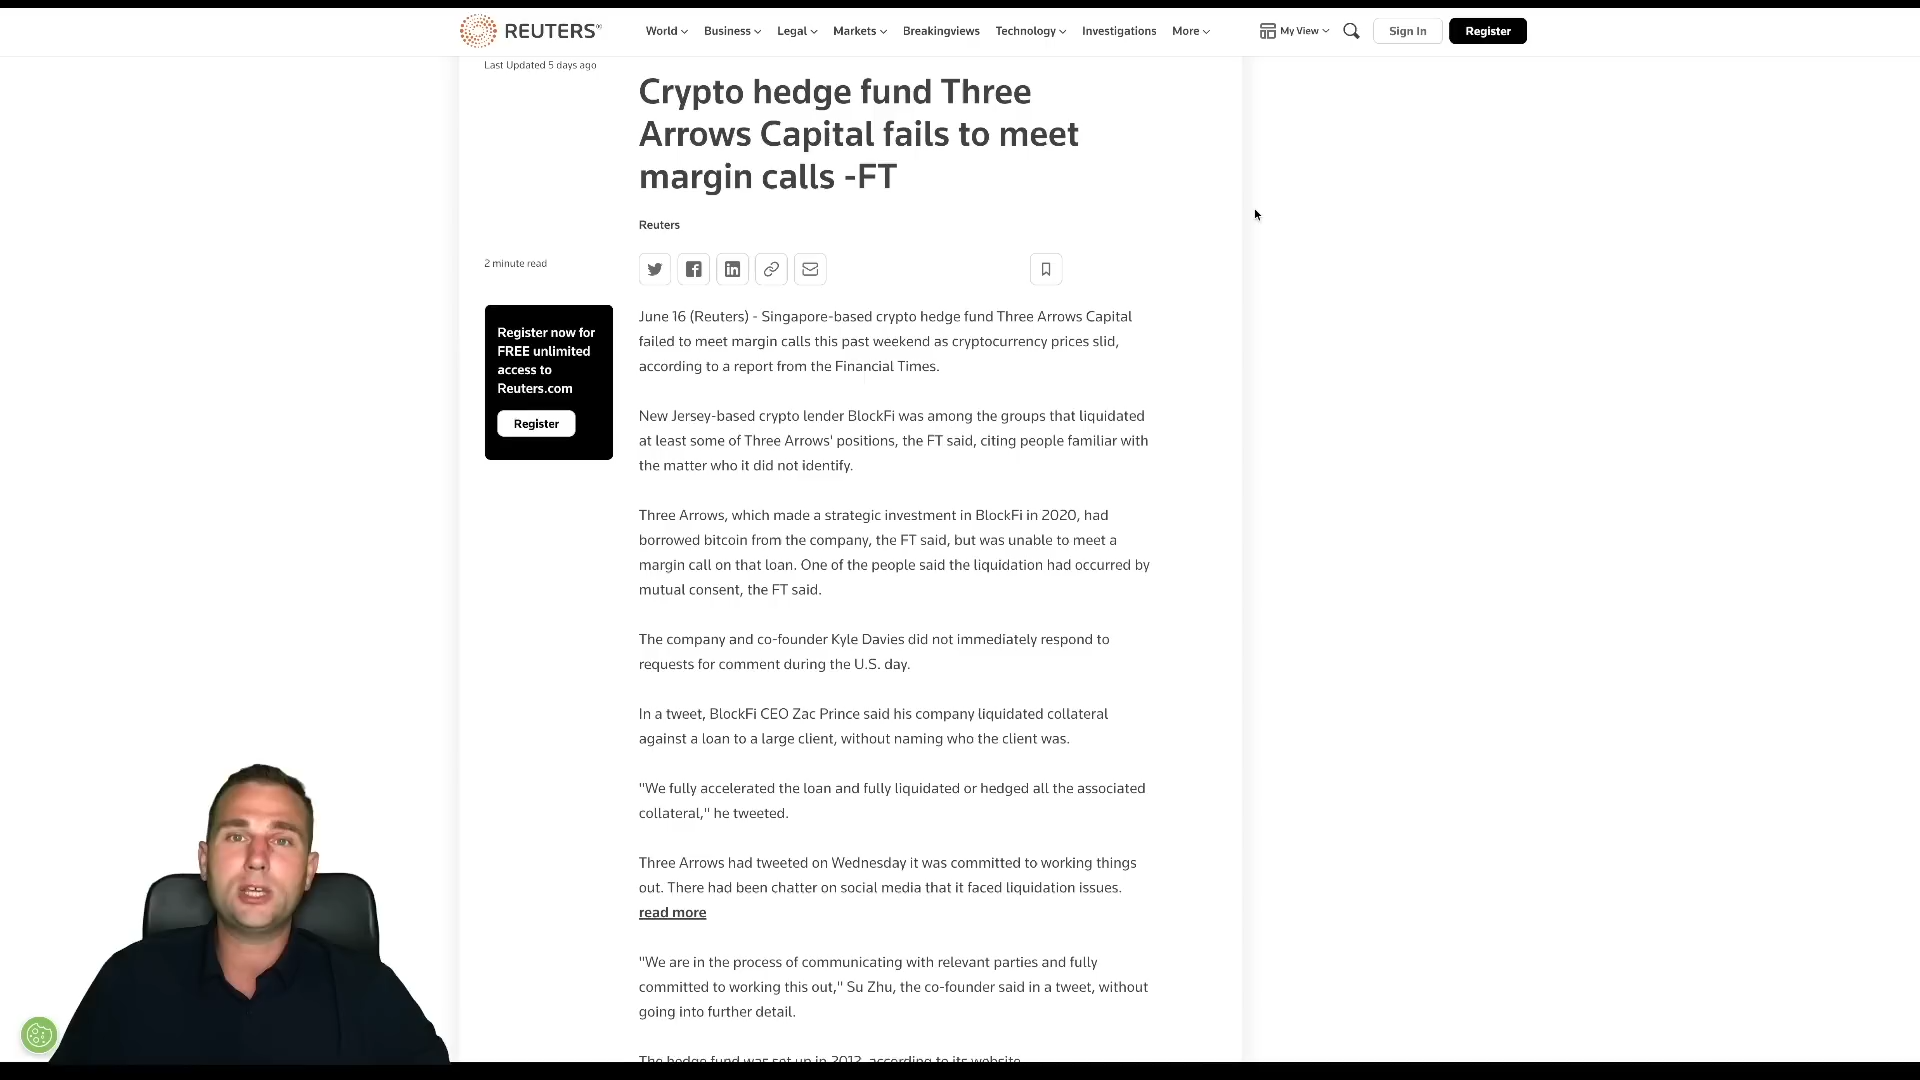 REUTERS
World
Business
Legal
Markets
Breakingviews
Technology
Investigations
More
My View
Sign In
Register
Last Updated 5 days ago
Crypto hedge fund Three
Arrows Capital fails to meet
margin calls -FT
Reuters
2 minute read
Register now for
FREE unlimited
access to
Reuters.com
Register
June 16 (Reuters) - Singapore-based crypto hedge fund Three Arrows Capital
failed to meet margin calls this past weekend as cryptocurrency prices slid,
according to a report from the Financial Times.
New Jersey-based crypto lender BlockFi was among the groups that liquidated
at least some of Three Arrows' positions, the FT said, citing people familiar with
the matter who it did not identify.
Three Arrows, which made a strategic investment in BlockFi in 2020, had
borrowed bitcoin from the company, the FT said, but was unable to meet a
margin call on that loan. One of the people said the liquidation had occurred by
mutual consent, the FT said.
The company and co-founder Kyle Davies did not immediately respond to
requests for comment during the U.S. day.
In a tweet, BlockFi CEO Zac Prince said his company liquidated collateral
against a loan to a large client, without naming who the client was.
"We fully accelerated the loan and fully liquidated or hedged all the associated
collateral," he tweeted.
Three Arrows had tweeted on Wednesday it was committed to working things
out. There had been chatter on social media that it faced liquidation issues.
read more
"We are in the process of communicating with relevant parties and fully
committed to working this out," Su Zhu, the co-founder said in a tweet, without
going into further detail.
The hedge fund was set up in 2012, according to its website.